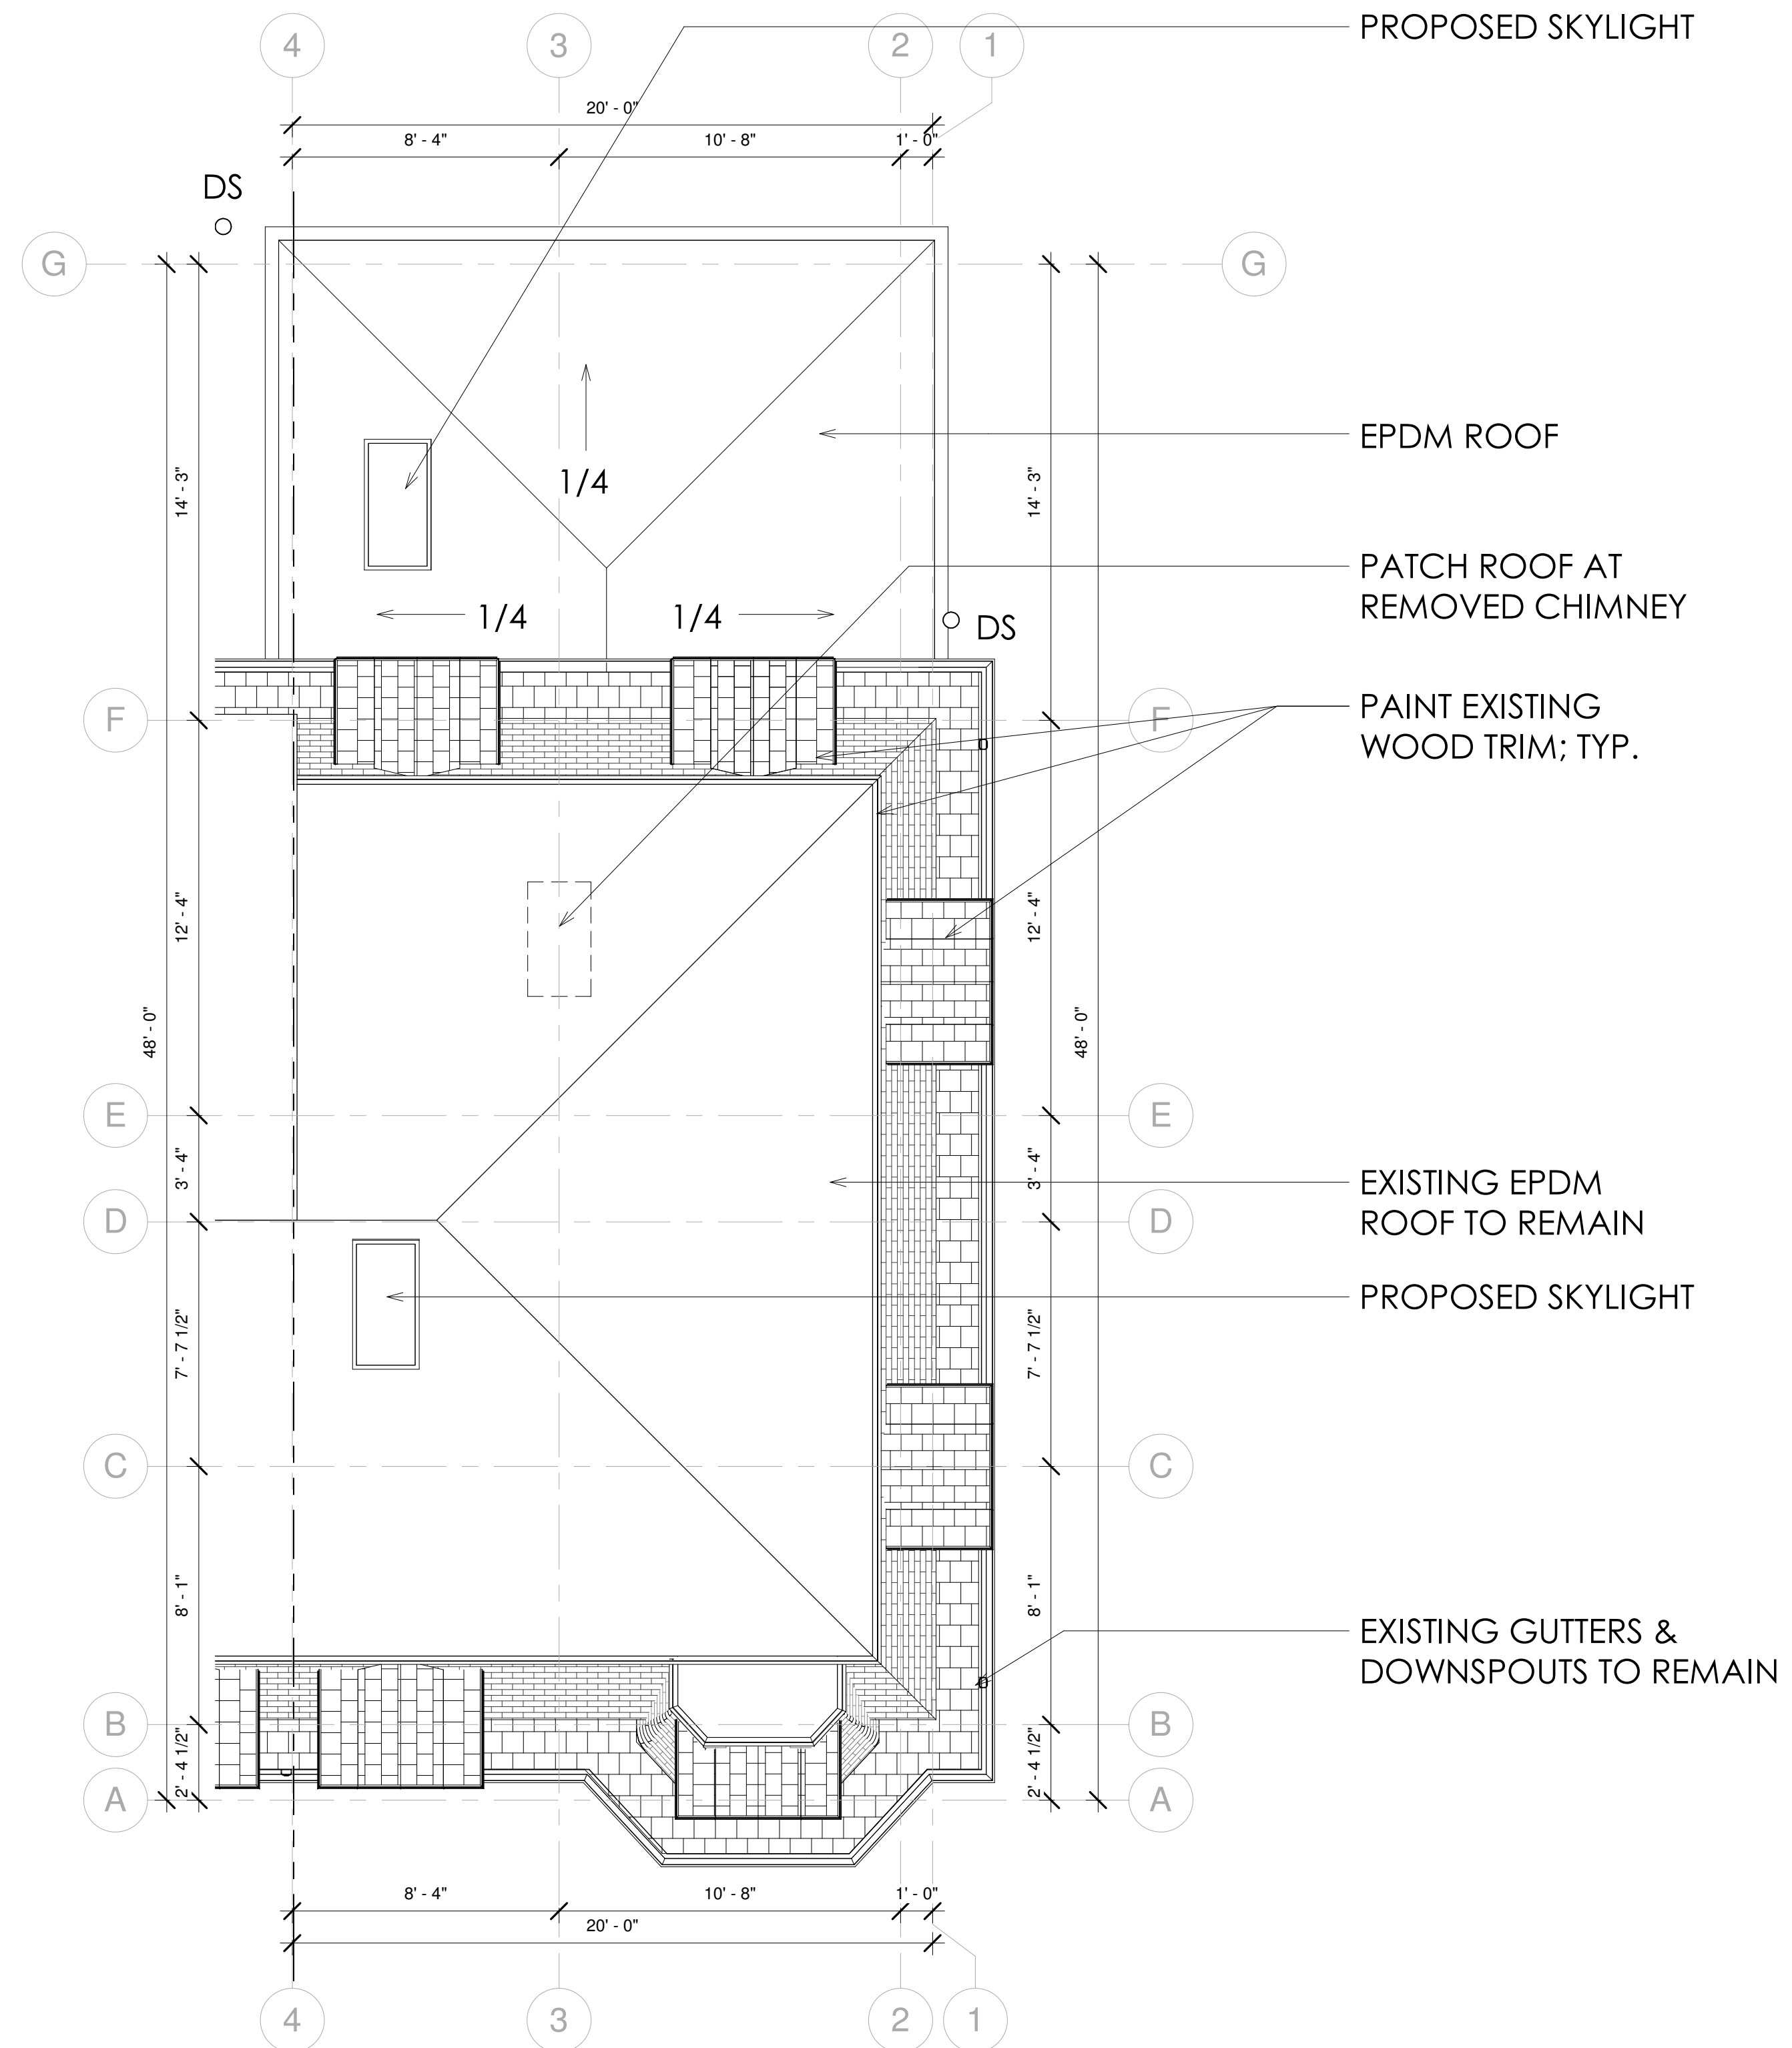 PROPOSED SKYLIGHT
4 3 2 1
20' - 0"
8' - 4" 10' - 8" 1' - 0"
DS
G G
EPDM ROOF
14' - 3" 14' - 3"
1/4
PATCH ROOF AT
REMOVED CHIMNEY
1/4 1/4
DS
PAINT EXISTING
WOOD TRIM; TYP.
F F
12' - 4" 12' - 4"
48' - 0" 48' - 0"
E E
3' - 4" 3' - 4"
EXISTING EPDM
ROOF TO REMAIN
D D
PROPOSED SKYLIGHT
7' - 7 1/2" 7' - 7 1/2"
C C
8' - 1" 8' - 1"
EXISTING GUTTERS &
DOWNSPOUTS TO REMAIN
B B
2' - 4 1/2" 2' - 4 1/2"
A A
8' - 4" 10' - 8" 1' - 0"
20' - 0"
4 3 2 1